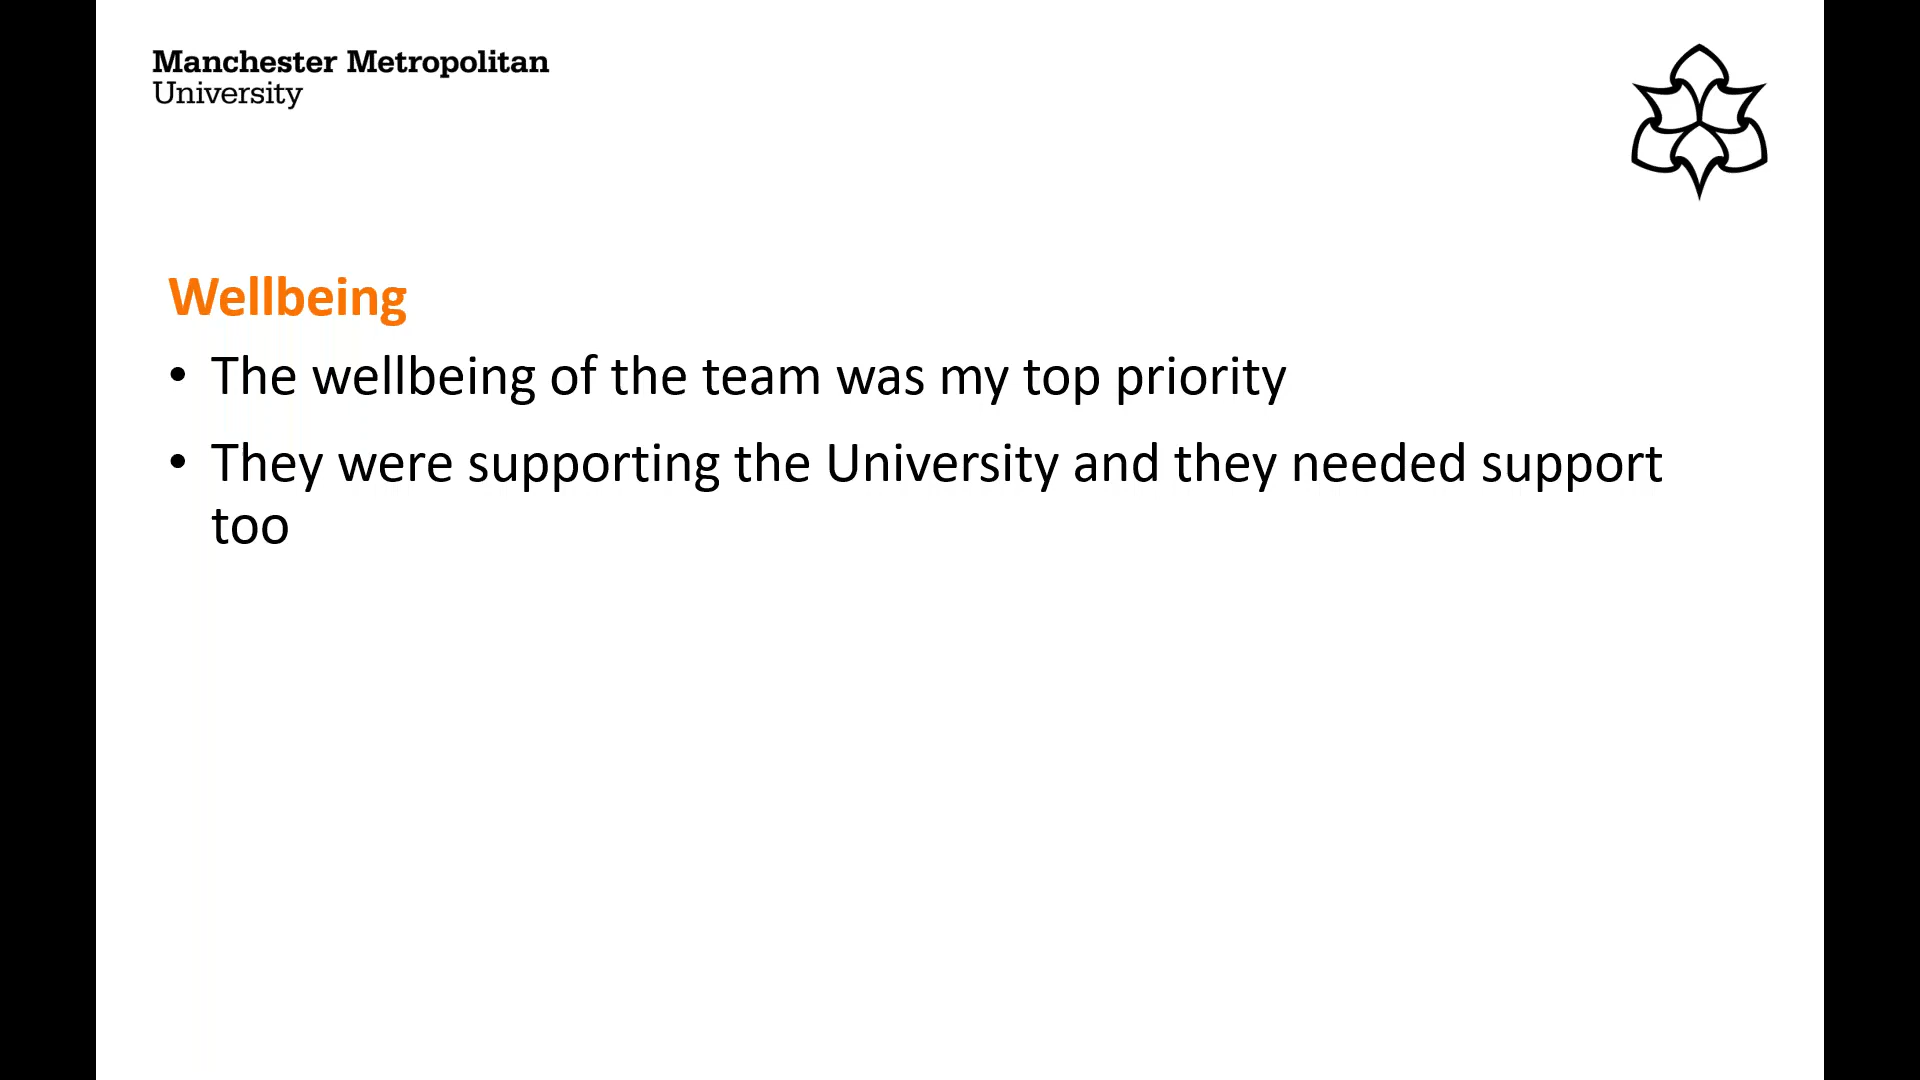 Manchester Metropolitan
University
Wellbeing
• The wellbeing of the team was my top priority
• They were supporting the University and they needed support
too